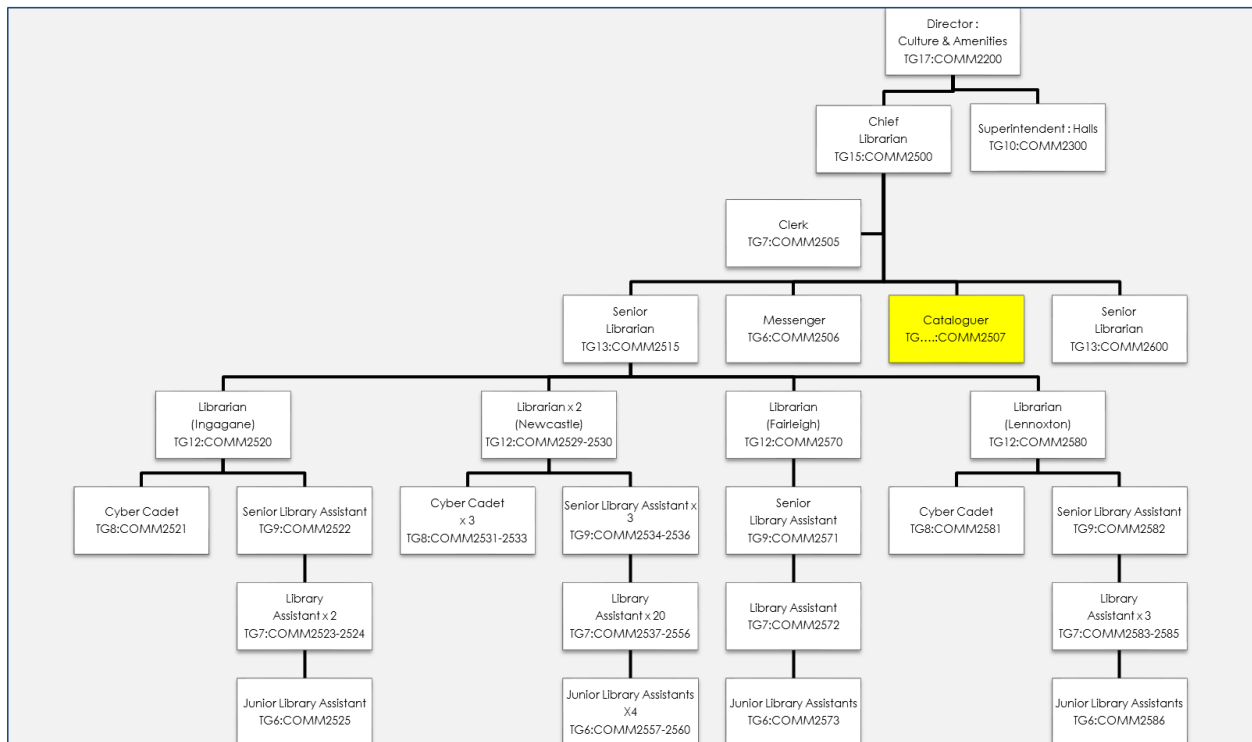 Director :
Culture & Amenities
TG17:COMM2200
Chief
Librarian
TG15:COMM2500
Superintendent : Halls
TG10:COMM2300
Clerk
TG7:COMM2505
Senior
Librarian
TG13:COMM2515
Messenger
TG6:COMM2506
Cataloguer
TG....:COMM2507
Senior
Librarian
TG13:COMM2600
Librarian
(Ingagane)
TG12:COMM2520
Librarian x 2
(Newcastle)
TG12:COMM2529-2530
Librarian
(Fairleigh)
TG12:COMM2570
Librarian
(Lennoxton)
TG12:COMM2580
Cyber Cadet
TG8:COMM2521
Senior Library Assistant
TG9:COMM2522
Cyber Cadet
x 3
TG8:COMM2531-2533
Senior Library Assistant x
3
TG9:COMM2534-2536
Senior
Library Assistant
TG9:COMM2571
Cyber Cadet
TG8:COMM2581
Senior Library Assistant
TG9:COMM2582
Library
Assistant x 2
TG7:COMM2523-2524
Library
Assistant x 20
TG7:COMM2537-2556
Library Assistant
TG7:COMM2572
Library
Assistant x 3
TG7:COMM2583-2585
Junior Library Assistant
TG6:COMM2525
Junior Library Assistants
X4
TG6:COMM2557-2560
Junior Library Assistants
TG6:COMM2573
Junior Library Assistants
TG6:COMM2586